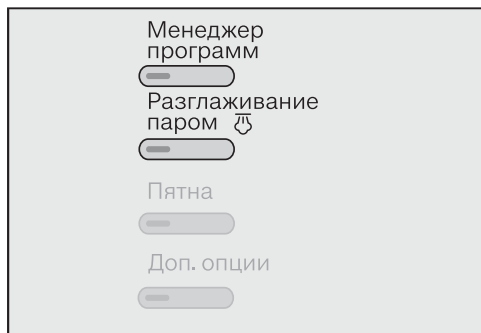 Менеджер
программ
Разглаживание
паром
Пятна
Доп. опции